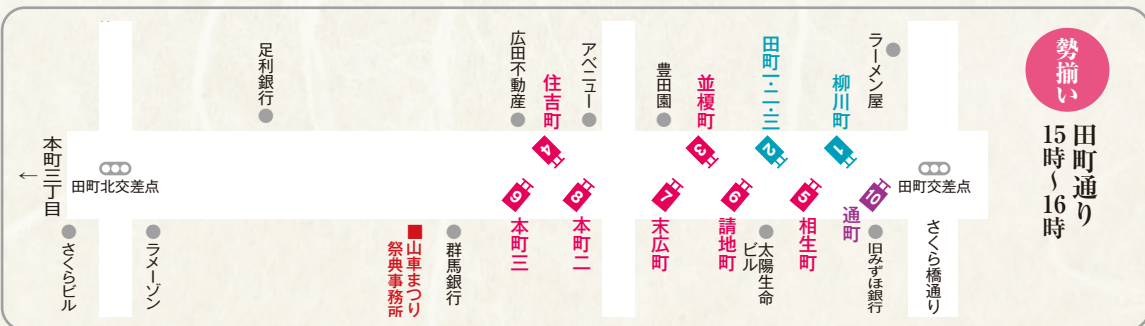 勢揃い
田町通り
15時〜16時
ラーメン屋
柳川町
田町一・二・三
並榎町
豊田園
アベニュー
住吉町
広田不動産
足利銀行
1
2
3
4
田町交差点
田町北交差点
本町三丁目
←
10
5
6
7
8
9
さくら橋通り
旧みずほ銀行
通町
相生町
太陽生命
ビル
請地町
末広町
本町二
本町三
群馬銀行
■山車まつり
祭典事務所
ラメーゾン
さくらビル